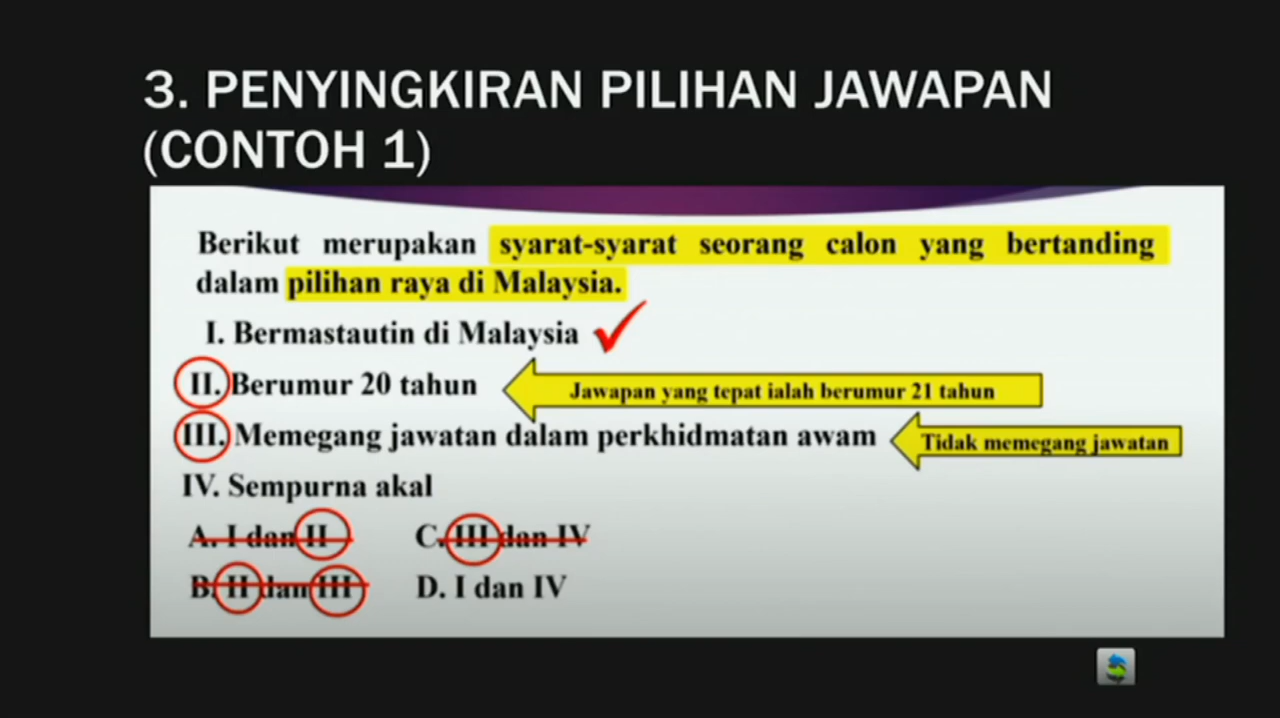 3. PENYINGKIRAN PILIHAN JAWAPAN
(CONTOH 1)
Berikut merupakan syarat-syarat seorang calon yang bertanding
dalam pilihan raya di Malaysia.
I. Bermastautin di Malaysia
II. Berumur 20 tahun
Jawapan yang tepat ialah berumur 21 tahun
III. Memegang jawatan dalam perkhidmatan awam
Tidak memegang jawatan
IV. Sempurna akal
A. I dan II
C. III dan IV
B. II dan III
D. I dan IV